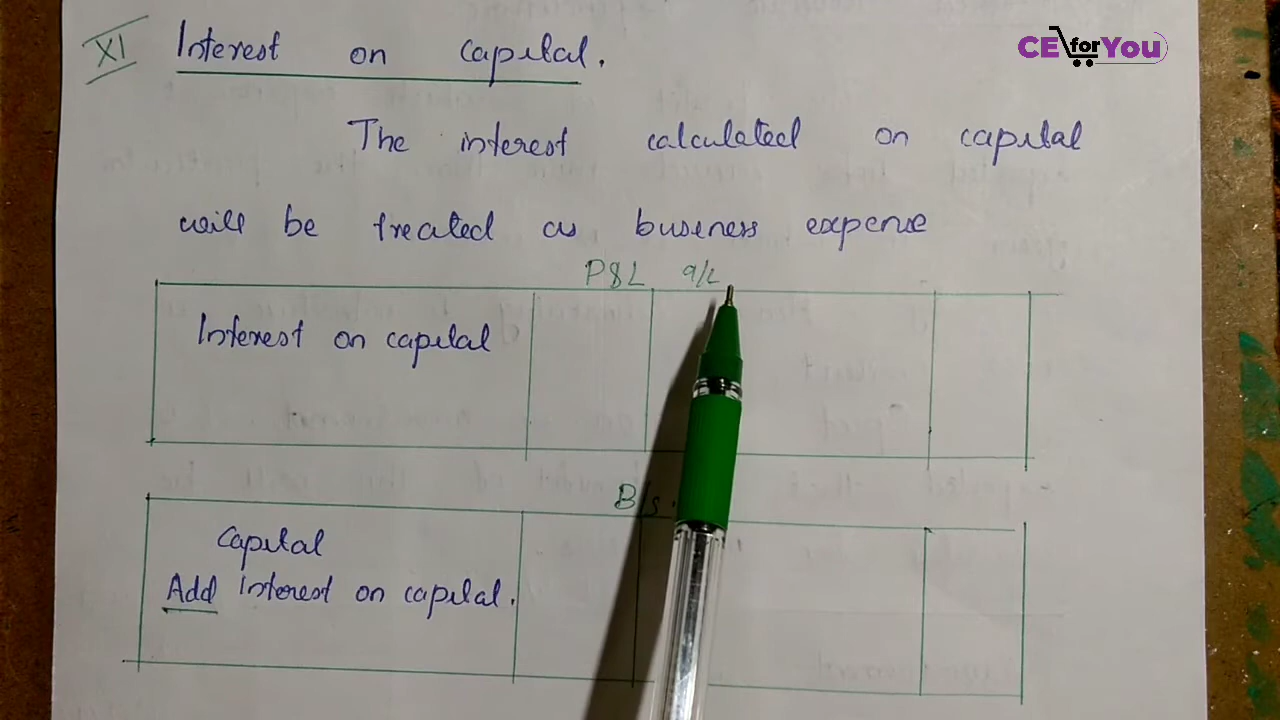 CE for You
XI Interest on capital.
The interest calculated on capital
will be treated as business expense
P&L a/c
Interest on capital
B/s.
Capital
Add interest on capital.